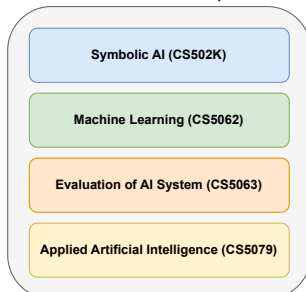 Symbolic AI (CS502K)
Machine Learning (CS5062)
Evaluation of AI System (CS5063)
Applied Artificial Intelligence (CS5079)